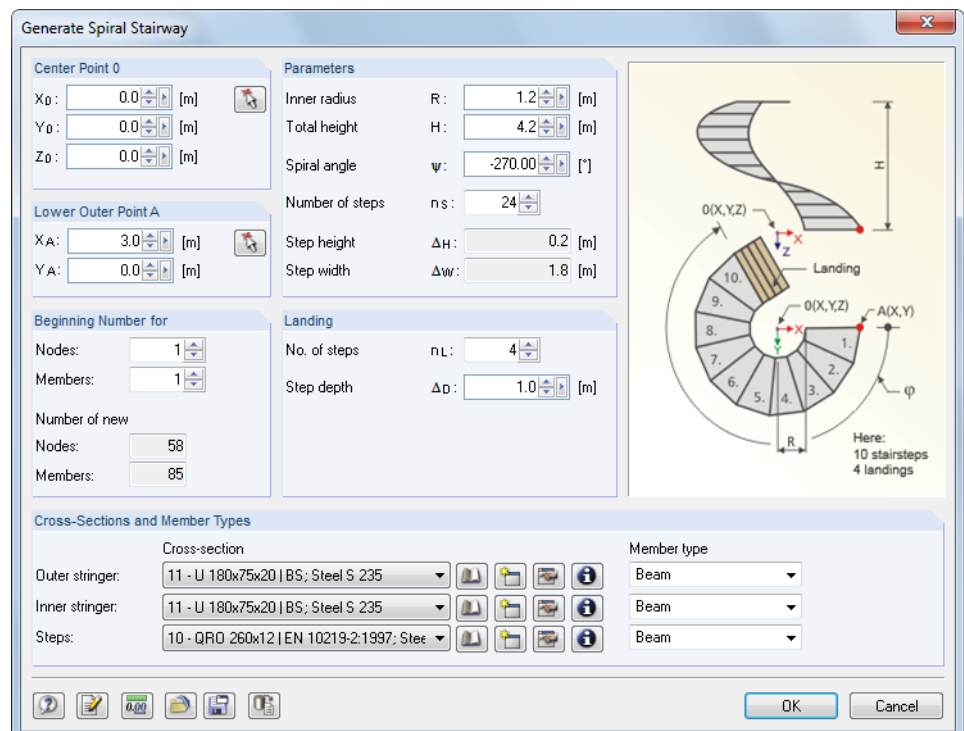 Generate Spiral Stairway
Center Point 0
X0: 0.0 [m]
Y0: 0.0 [m]
Z0: 0.0 [m]
Lower Outer Point A
XA: 3.0 [m]
YA: 0.0 [m]
Beginning Number for
Nodes: 1
Members: 1
Number of new
Nodes: 58
Members: 85
Parameters
Inner radius R: 1.2 [m]
Total height H: 4.2 [m]
Spiral angle ψ: -270.00 [°]
Number of steps ns: 24
Step height ΔH: 0.2 [m]
Step width ΔW: 1.8 [m]
Landing
No. of steps nL: 4
Step depth ΔD: 1.0 [m]
H
0(X,Y,Z)
X
Z
Landing
10.
9.
8.
7.
6.
5.
4.
3.
2.
1.
0(X,Y,Z)
A(X,Y)
X
Y
φ
R
Here:
10 stairsteps
4 landings
Cross-Sections and Member Types
Cross-section Member type
Outer stringer: 11 - U 180x75x20 | BS; Steel S 235 Beam
Inner stringer: 11 - U 180x75x20 | BS; Steel S 235 Beam
Steps: 10 - QRO 260x12 | EN 10219-2:1997; Stee Beam
0.00
OK Cancel